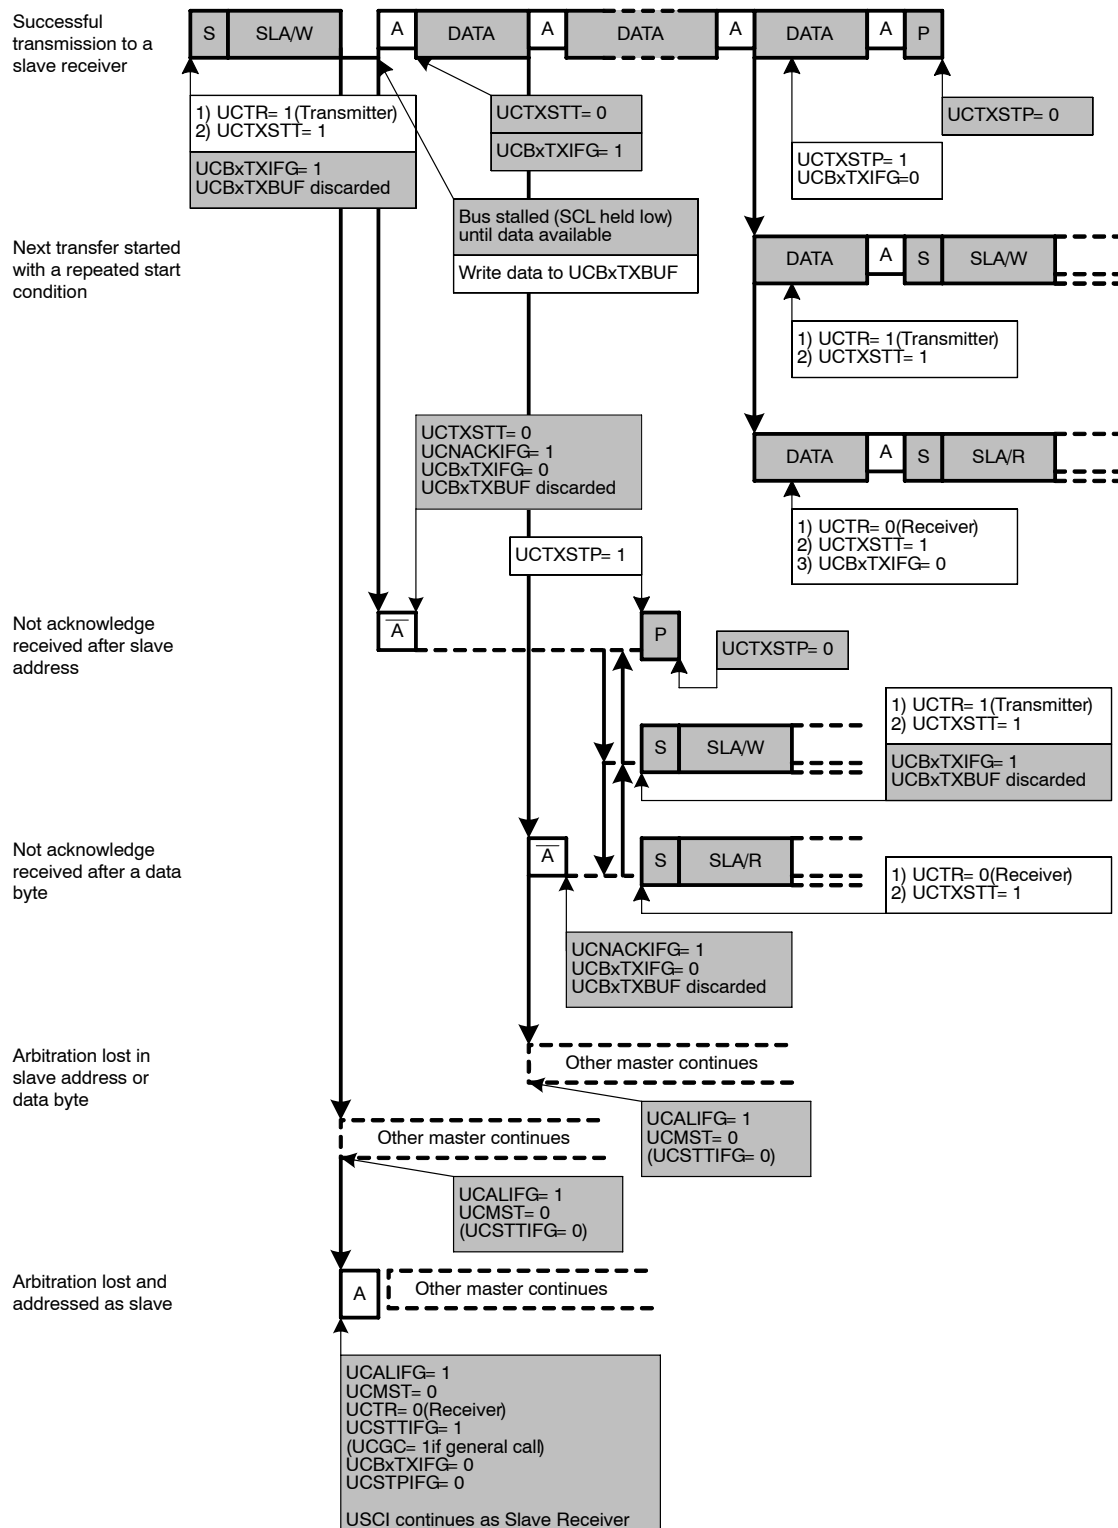 Successful
transmission to a
slave receiver
S SLA/W A DATA A DATA A DATA A P
1) UCTR= 1(Transmitter)
2) UCTXSTT= 1
UCBxTXIFG= 1
UCBxTXBUF discarded
UCTXSTT= 0
UCBxTXIFG= 1
UCTXSTP= 0
UCTXSTP= 1
UCBxTXIFG=0
Bus stalled (SCL held low)
until data available
Write data to UCBxTXBUF
Next transfer started
with a repeated start
condition
DATA A S SLA/W
1) UCTR= 1(Transmitter)
2) UCTXSTT= 1
DATA A S SLA/R
1) UCTR= 0(Receiver)
2) UCTXSTT= 1
3) UCBxTXIFG= 0
UCTXSTT= 0
UCNACKIFG= 1
UCBxTXIFG= 0
UCBxTXBUF discarded
UCTXSTP= 1
Not acknowledge
received after slave
address
A̅ P
UCTXSTP= 0
S SLA/W
1) UCTR= 1(Transmitter)
2) UCTXSTT= 1
UCBxTXIFG= 1
UCBxTXBUF discarded
Not acknowledge
received after a data
byte
A̅ S SLA/R
1) UCTR= 0(Receiver)
2) UCTXSTT= 1
UCNACKIFG= 1
UCBxTXIFG= 0
UCBxTXBUF discarded
Arbitration lost in
slave address or
data byte
Other master continues
UCALIFG= 1
UCMST= 0
(UCSTTIFG= 0)
Other master continues
UCALIFG= 1
UCMST= 0
(UCSTTIFG= 0)
Arbitration lost and
addressed as slave
A Other master continues
UCALIFG= 1
UCMST= 0
UCTR= 0(Receiver)
UCSTTIFG= 1
(UCGC= 1if general call)
UCBxTXIFG= 0
UCSTPIFG= 0
USCI continues as Slave Receiver